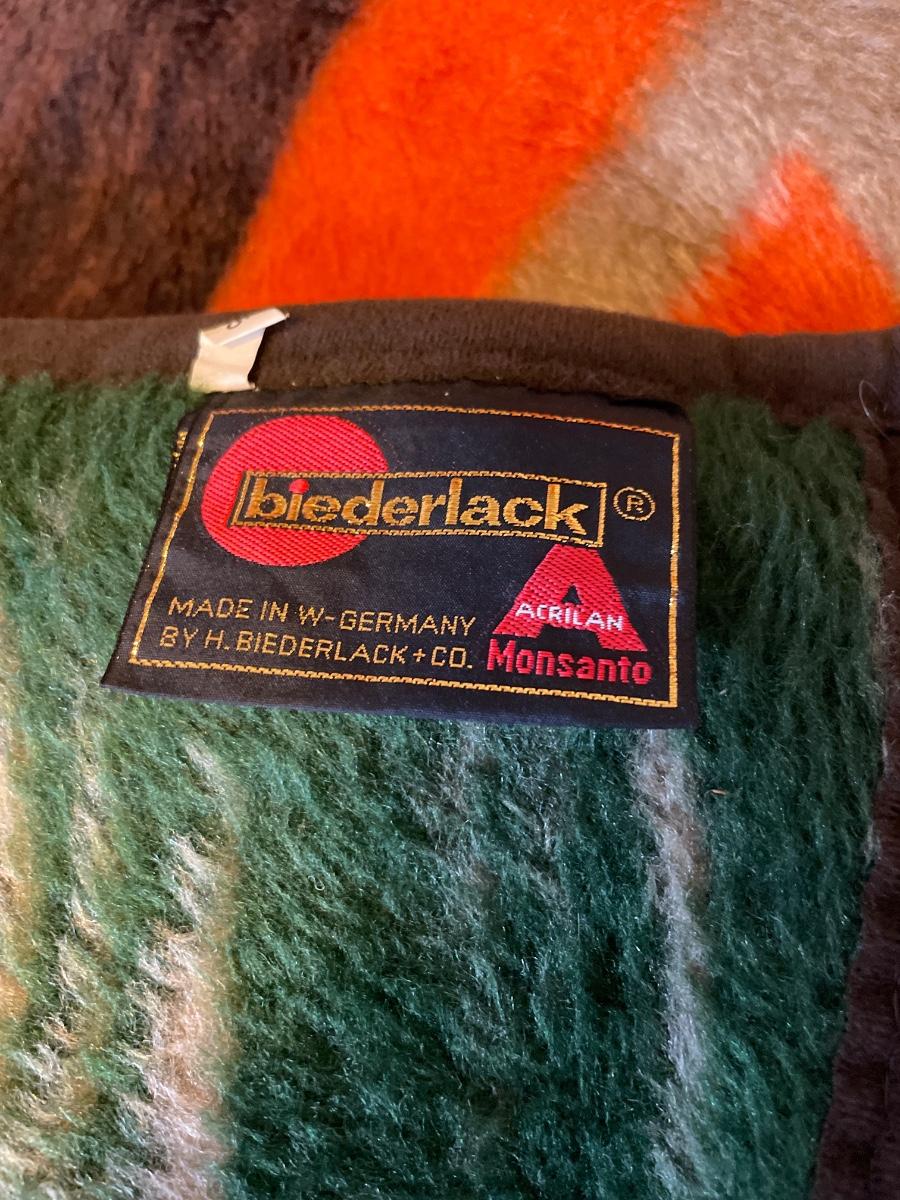 biederlack ®
MADE IN W-GERMANY
BY H. BIEDERLACK + CO.
ACRILAN
Monsanto